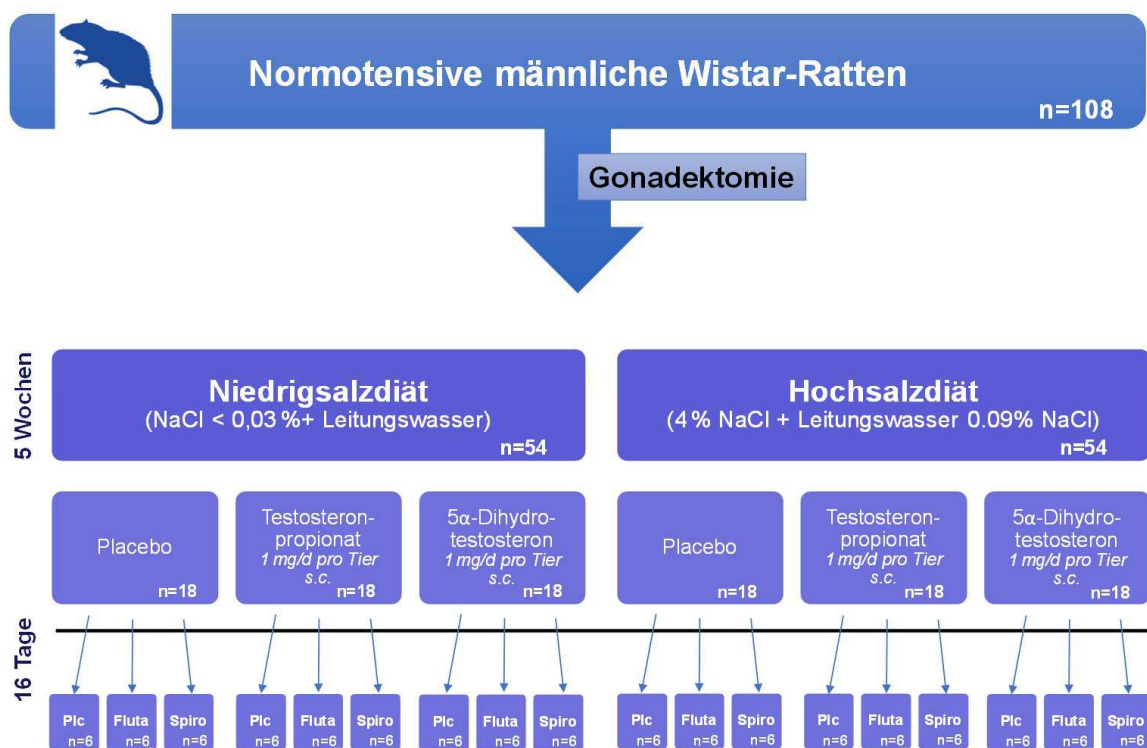 Normotensive männliche Wistar-Ratten
n=108
Gonadektomie
5 Wochen
Niedrigsalzdiät
(NaCl < 0,03 %+ Leitungswasser)
n=54
Hochsalzdiät
(4 % NaCl + Leitungswasser 0.09% NaCl)
n=54
Placebo
n=18
Testosteron-
propionat
1 mg/d pro Tier
s.c.
n=18
5α-Dihydro-
testosteron
1 mg/d pro Tier
s.c.
n=18
Placebo
n=18
Testosteron-
propionat
1 mg/d pro Tier
s.c.
n=18
5α-Dihydro-
testosteron
1 mg/d pro Tier
s.c.
n=18
16 Tage
Plc
n=6
Fluta
n=6
Spiro
n=6
Plc
n=6
Fluta
n=6
Spiro
n=6
Plc
n=6
Fluta
n=6
Spiro
n=6
Plc
n=6
Fluta
n=6
Spiro
n=6
Plc
n=6
Fluta
n=6
Spiro
n=6
Plc
n=6
Fluta
n=6
Spiro
n=6